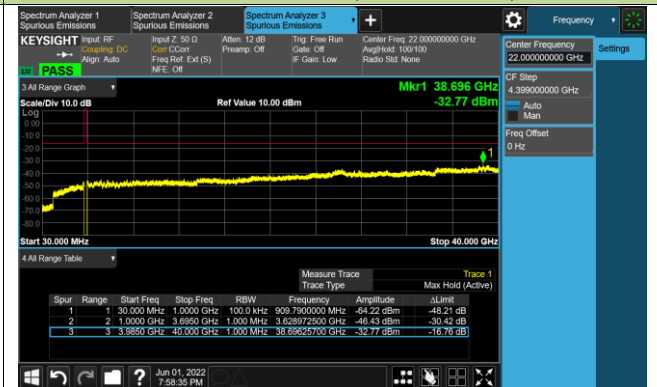 Spectrum Analyzer 1
Spurious Emissions
Spectrum Analyzer 2
Spurious Emissions
Spectrum Analyzer 3
Spurious Emissions
Frequency
KEYSIGHT
Input: RF
Coupling: DC
Align: Auto
Input Z: 50 Ω
Corr CCorr
Freq Ref: Ext (S)
NFE: Off
Atten: 12 dB
Preamp: Off
Trig: Free Run
Gate: Off
IF Gain: Low
Center Freq: 22.000000000 GHz
Avg|Hold: 100/100
Radio Std: None
PASS
Center Frequency
22.000000000 GHz
Settings
CF Step
4.399000000 GHz
Auto
Man
Freq Offset
0 Hz
3 All Range Graph
Mkr1 38.696 GHz
Scale/Div 10.0 dB
Ref Value 10.00 dBm
-32.77 dBm
Log
0.00
-10.0
-20.0
-30.0
-40.0
-50.0
-60.0
-70.0
-80.0
1
Start 30.000 MHz
Stop 40.000 GHz
4 All Range Table
Measure Trace Trace 1
Trace Type Max Hold (Active)
Spur Range Start Freq Stop Freq RBW Frequency Amplitude ΔLimit
1 1 30.000 MHz 1.0000 GHz 100.0 kHz 909.7900000 MHz -64.22 dBm -48.21 dB
2 2 1.0000 GHz 3.6950 GHz 1.000 MHz 3.628972500 GHz -46.43 dBm -30.42 dB
3 3 3.9850 GHz 40.000 GHz 1.000 MHz 38.69625700 GHz -32.77 dBm -16.76 dB
Jun 01, 2022
7:58:35 PM